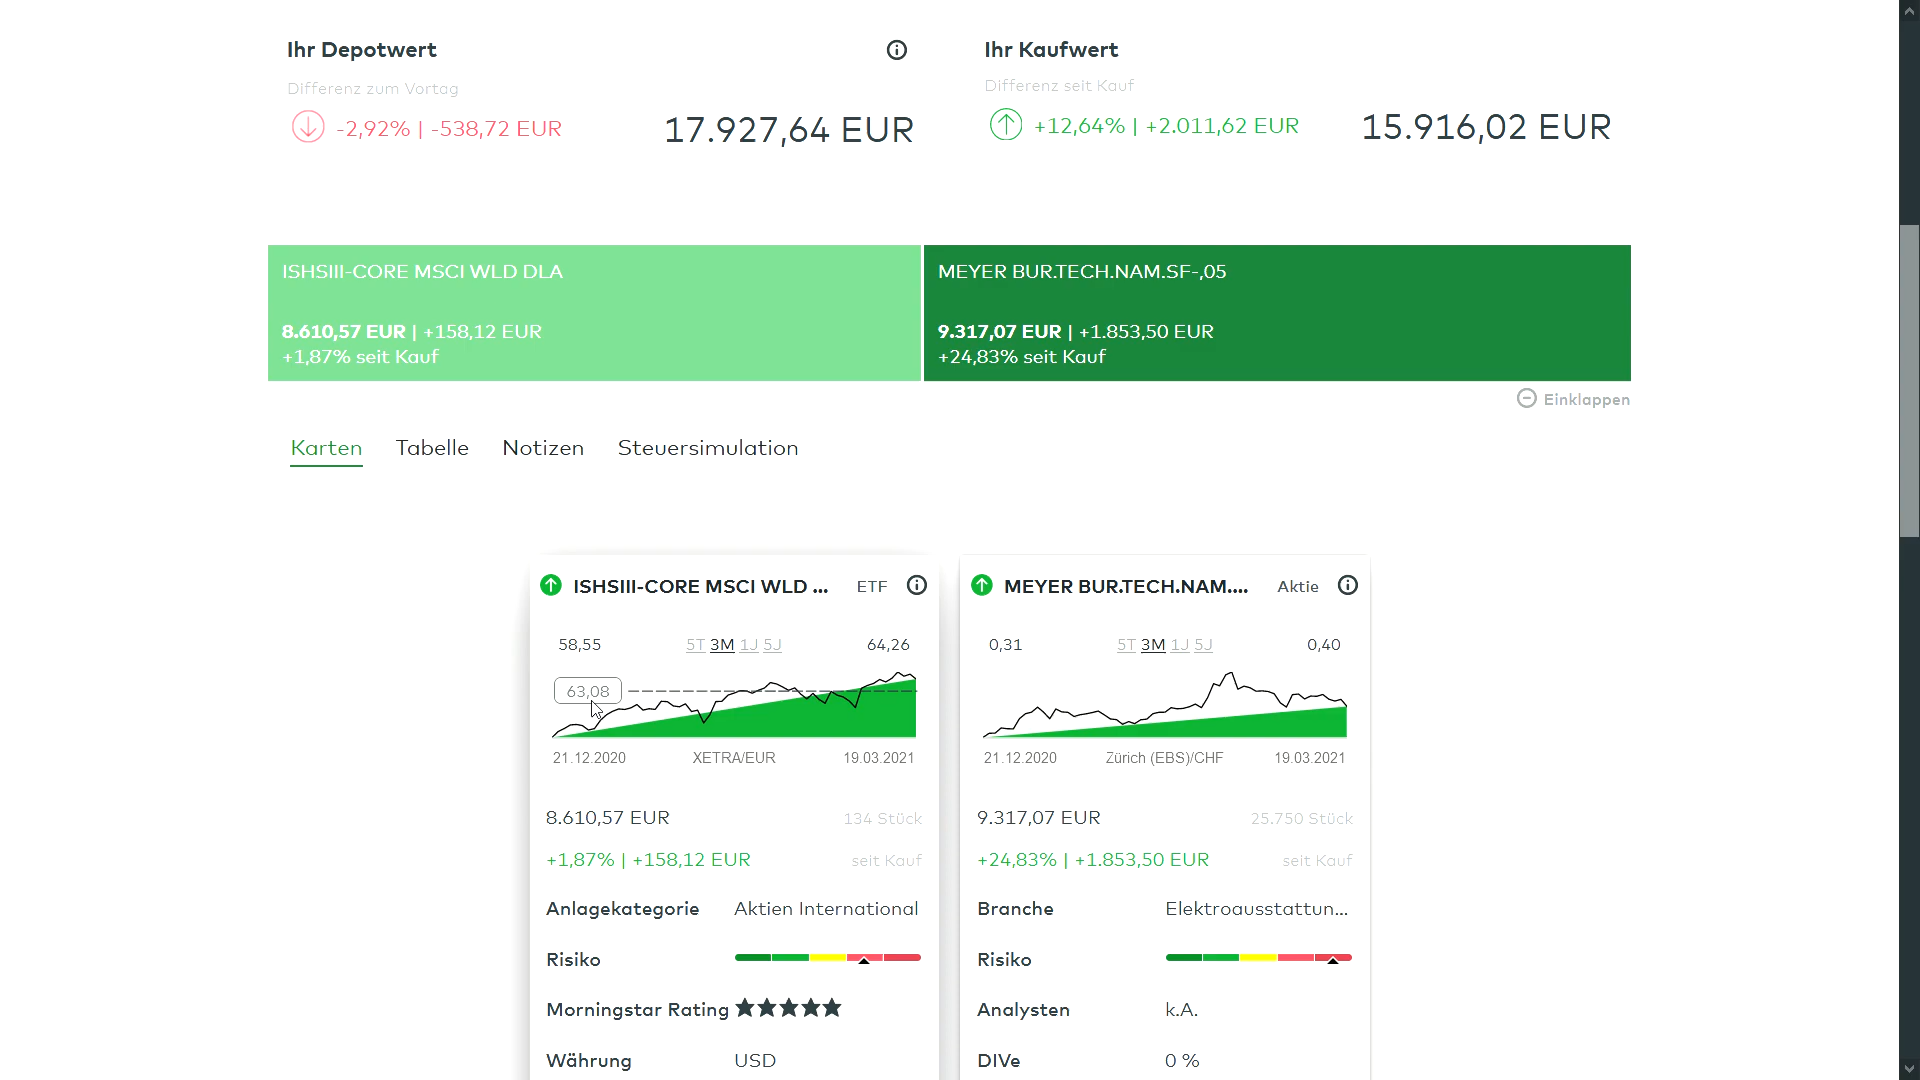 Ihr Depotwert
Differenz zum Vortag
-2,92% | -538,72 EUR
17.927,64 EUR
Ihr Kaufwert
Differenz seit Kauf
+12,64% | +2.011,62 EUR
15.916,02 EUR
ISHSIII-CORE MSCI WLD DLA
8.610,57 EUR | +158,12 EUR
+1,87% seit Kauf
MEYER BUR.TECH.NAM.SF-,05
9.317,07 EUR | +1.853,50 EUR
+24,83% seit Kauf
Einklappen
Karten Tabelle Notizen Steuersimulation
ISHSIII-CORE MSCI WLD ... ETF
58,55 5T 3M 1J 5J 64,26
63,08
21.12.2020 XETRA/EUR 19.03.2021
8.610,57 EUR 134 Stück
+1,87% | +158,12 EUR seit Kauf
Anlagekategorie Aktien International
Risiko
Morningstar Rating
Währung USD
MEYER BUR.TECH.NAM.... Aktie
0,31 5T 3M 1J 5J 0,40
21.12.2020 Zürich (EBS)/CHF 19.03.2021
9.317,07 EUR 25.750 Stück
+24,83% | +1.853,50 EUR seit Kauf
Branche Elektroausstattun...
Risiko
Analysten k.A.
DIVe 0 %